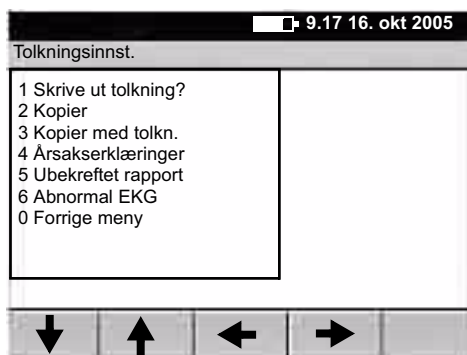 9.17 16. okt 2005
Tolkningsinnst.
1 Skrive ut tolkning?
2 Kopier
3 Kopier med tolkn.
4 Årsakserklæringer
5 Ubekreftet rapport
6 Abnormal EKG
0 Forrige meny